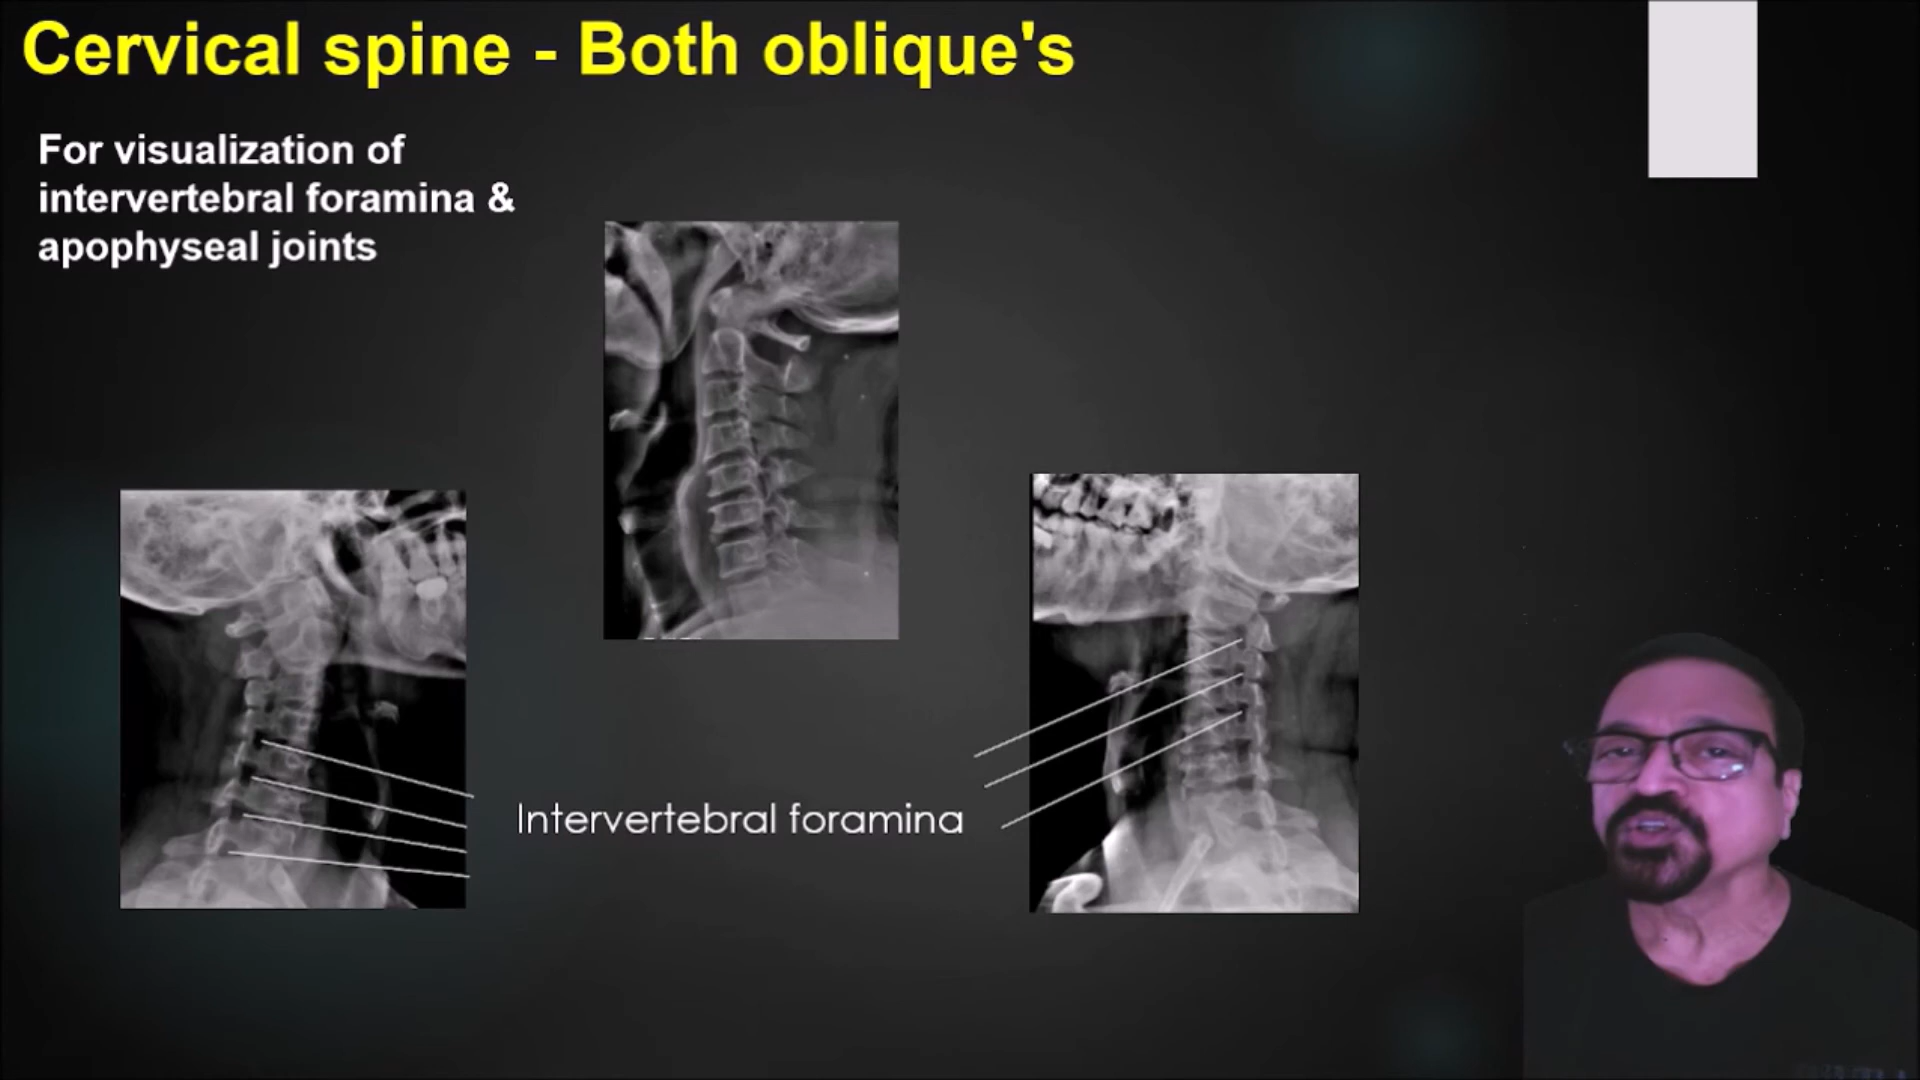 Cervical spine - Both oblique's
For visualization of
intervertebral foramina &
apophyseal joints
Intervertebral foramina